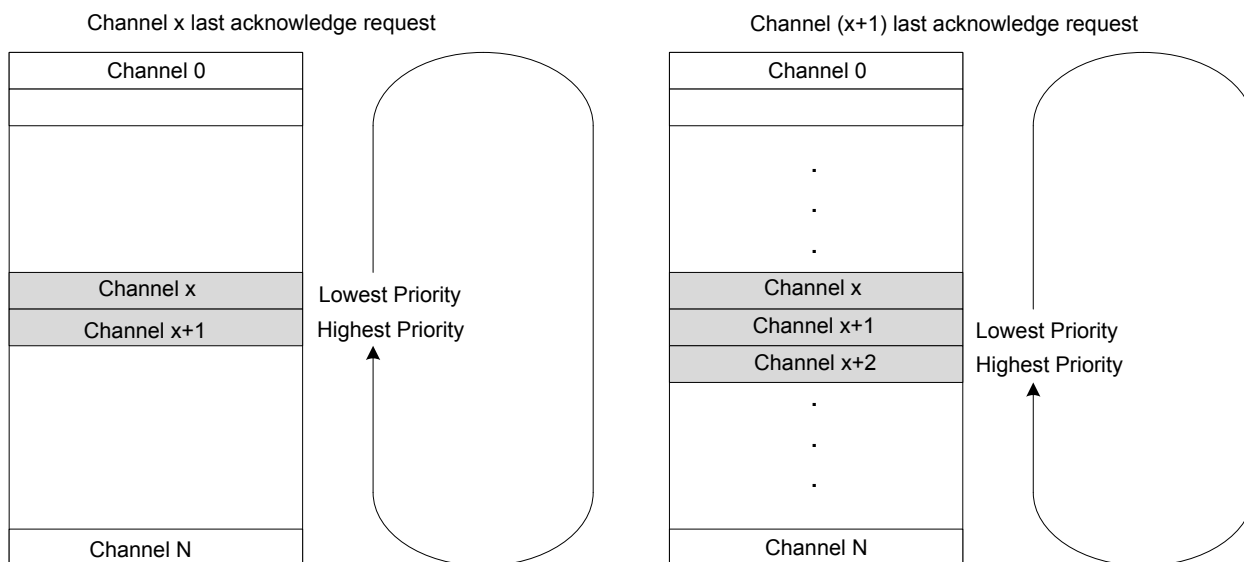 Channel x last acknowledge request
Channel 0
Channel x
Lowest Priority
Channel x+1
Highest Priority
Channel N
Channel (x+1) last acknowledge request
Channel 0
.
.
.
Channel x
Channel x+1
Lowest Priority
Channel x+2
Highest Priority
.
.
.
Channel N